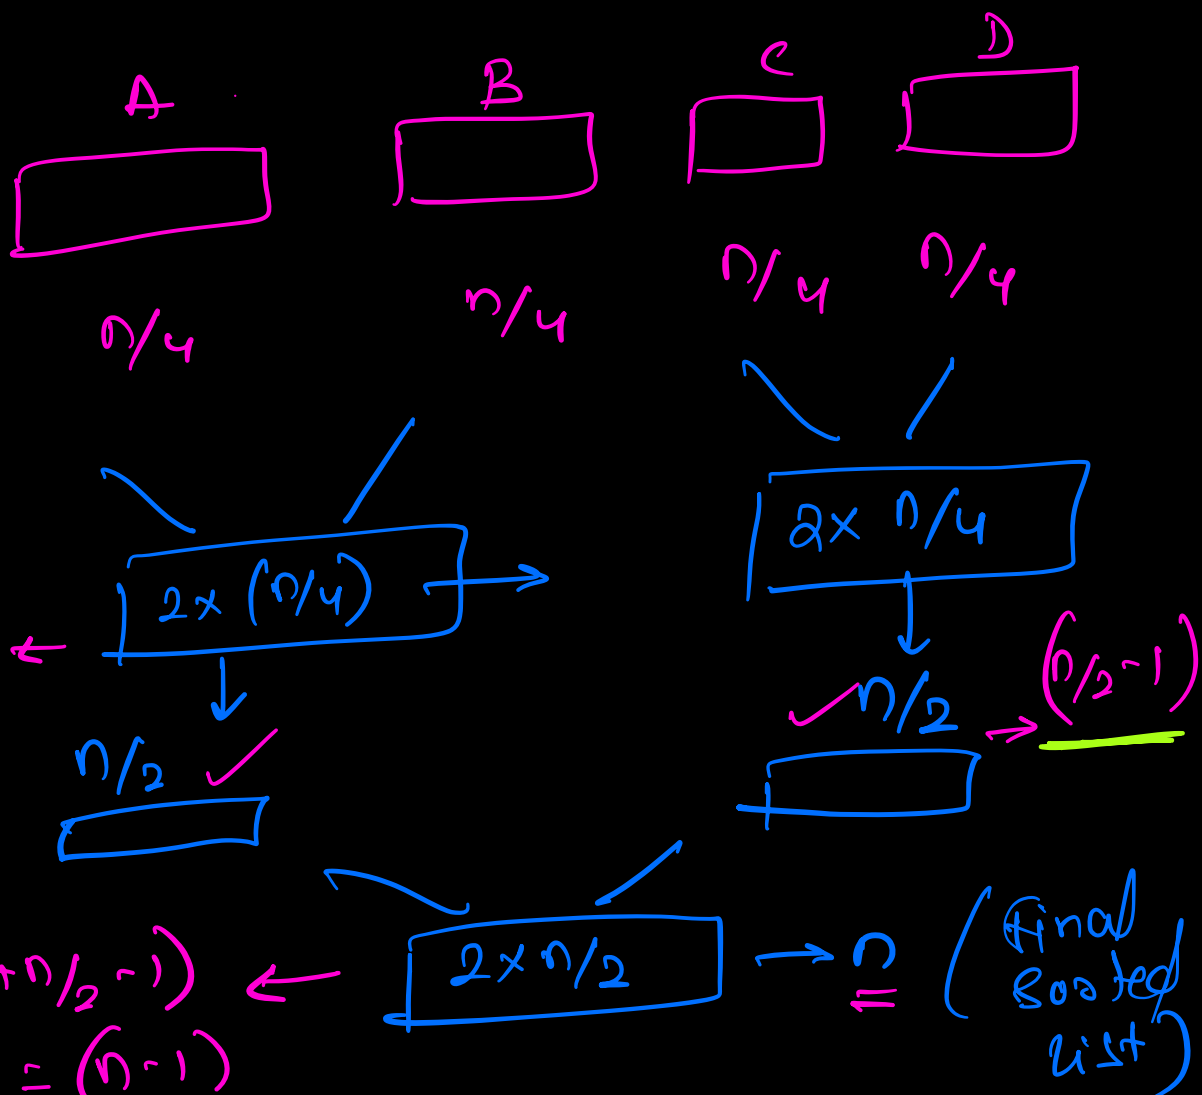 A B C D
n/4 n/4 n/4 n/4
2x (n/4) 2x n/4
n/2 n/2 (n/2-1)
2 x n/2 n (final
sorted
list)
+n/2-1)
= (n-1)